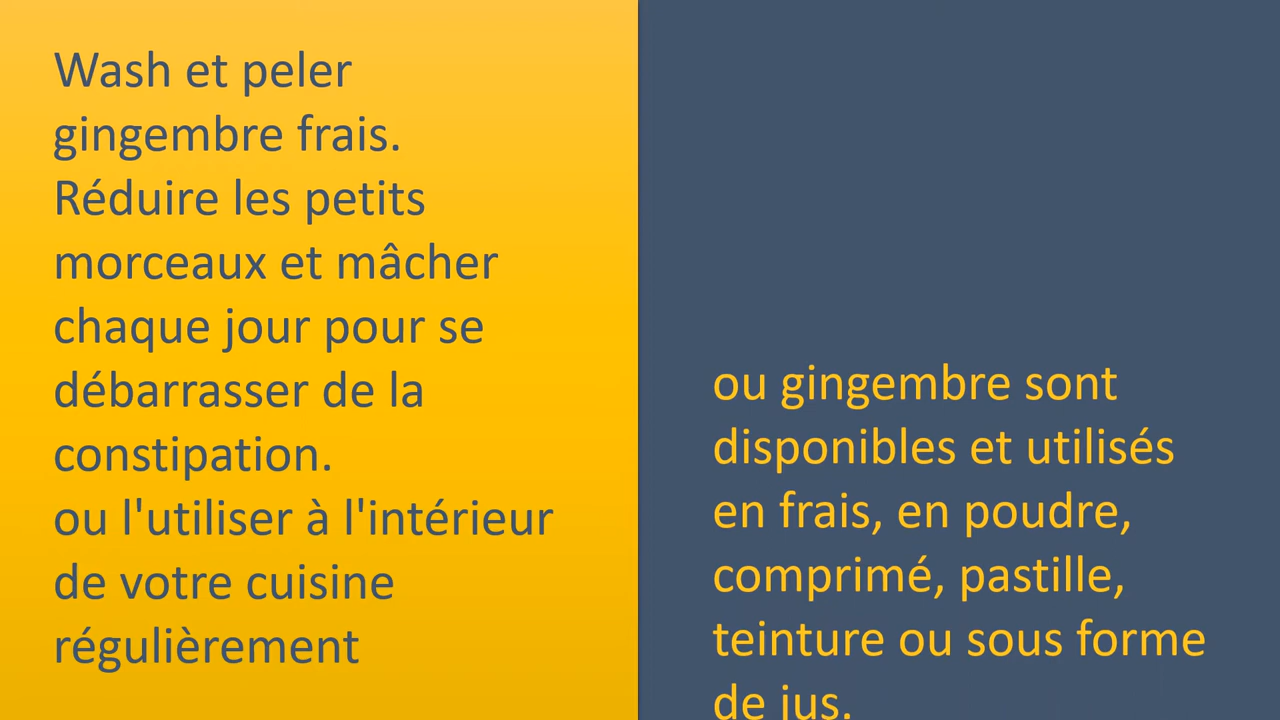 Wash et peler
gingembre frais.
Réduire les petits
morceaux et mâcher
chaque jour pour se
débarrasser de la
constipation.
ou l'utiliser à l'intérieur
de votre cuisine
régulièrement
ou gingembre sont
disponibles et utilisés
en frais, en poudre,
comprimé, pastille,
teinture ou sous forme
de jus.